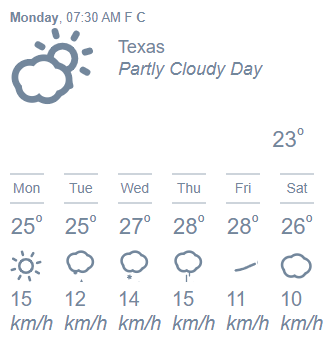 Monday, 07:30 AM F C
Texas
Partly Cloudy Day
23°
Mon Tue Wed Thu Fri Sat
25° 25° 27° 28° 28° 26°
15 12 14 15 11 10
km/h km/h km/h km/h km/h km/h